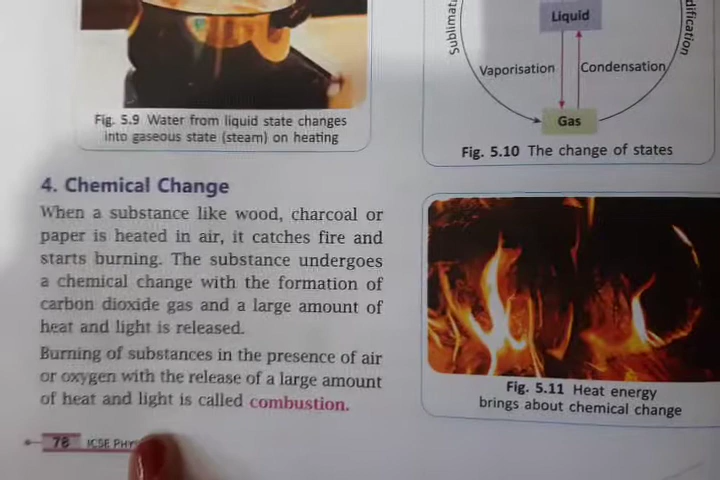 Fig. 5.9 Water from liquid state changes
into gaseous state (steam) on heating
4. Chemical Change
When a substance like wood, charcoal or
paper is heated in air, it catches fire and
starts burning. The substance undergoes
a chemical change with the formation of
carbon dioxide gas and a large amount of
heat and light is released.
Burning of substances in the presence of air
or oxygen with the release of a large amount
of heat and light is called combustion.
78 ICSE
Liquid
Vaporisation
Condensation
Gas
Fig. 5.10 The change of states
Fig. 5.11 Heat energy
brings about chemical change